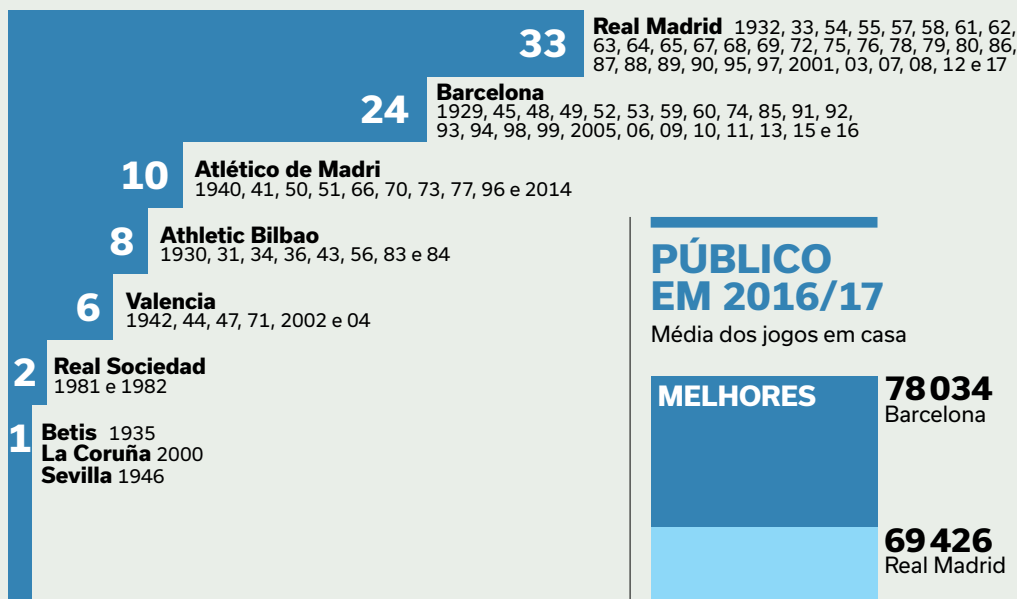 33
Real Madrid 1932, 33, 54, 55, 57, 58, 61, 62,
63, 64, 65, 67, 68, 69, 72, 75, 76, 78, 79, 80, 86,
87, 88, 89, 90, 95, 97, 2001, 03, 07, 08, 12 e 17
24
Barcelona
1929, 45, 48, 49, 52, 53, 59, 60, 74, 85, 91, 92,
93, 94, 98, 99, 2005, 06, 09, 10, 11, 13, 15 e 16
10
Atlético de Madri
1940, 41, 50, 51, 66, 70, 73, 77, 96 e 2014
8
Athletic Bilbao
1930, 31, 34, 36, 43, 56, 83 e 84
6
Valencia
1942, 44, 47, 71, 2002 e 04
2
Real Sociedad
1981 e 1982
1
Betis 1935
La Coruña 2000
Sevilla 1946
PÚBLICO
EM 2016/17
Média dos jogos em casa
MELHORES
78 034
Barcelona
69 426
Real Madrid